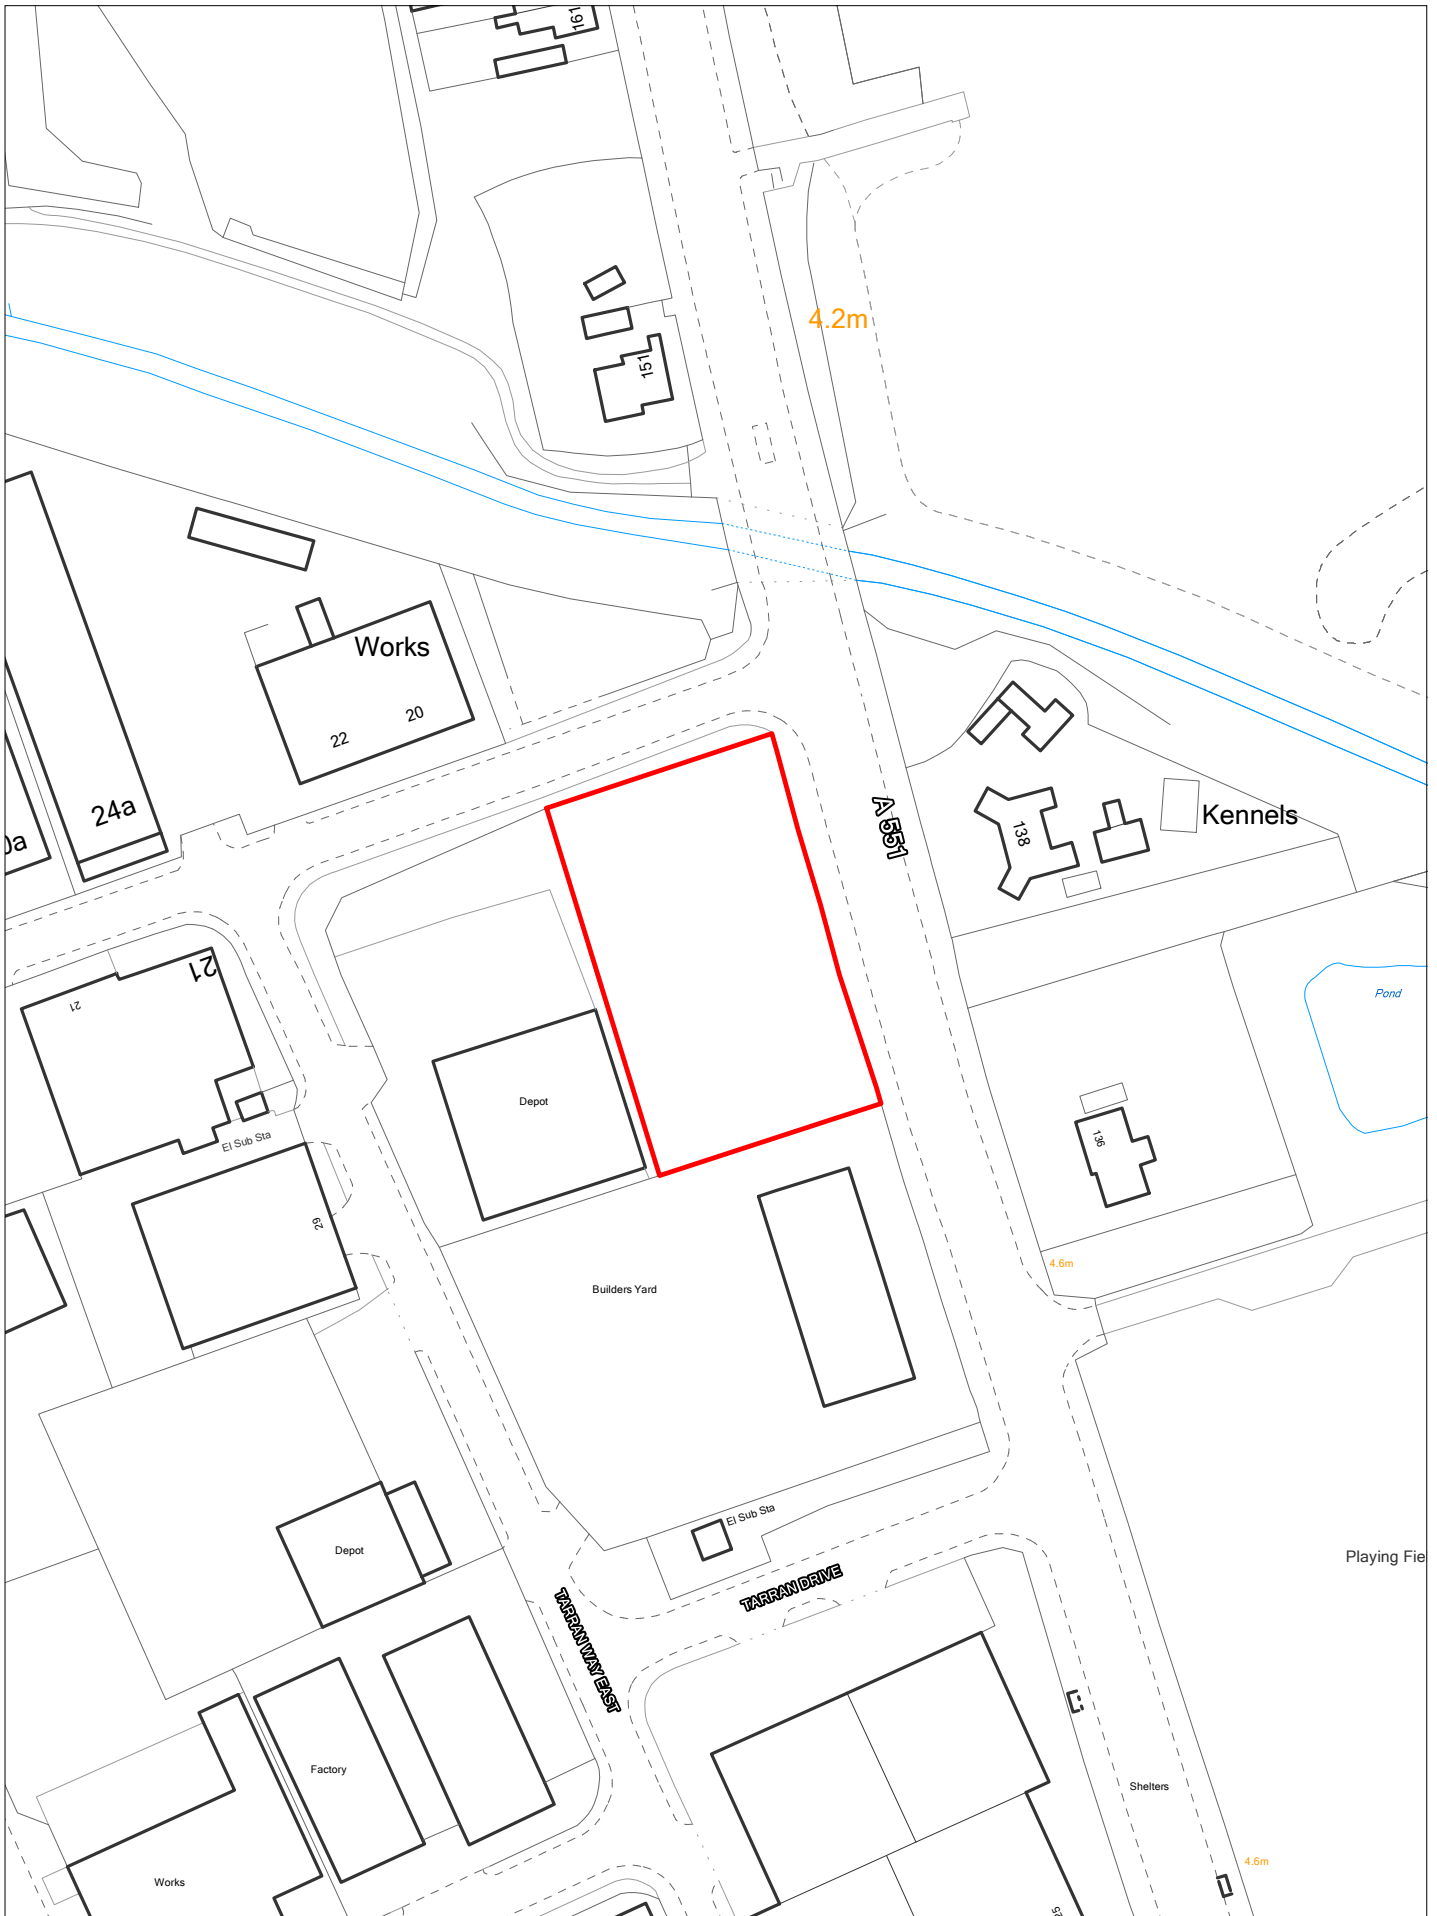 161
4.2m
151
Works
20
22
24a
0a
A 551
138
Kennels
21
21
Pond
Depot
136
El Sub Sta
29
4.6m
Builders Yard
El Sub Sta
Depot
Playing Fie
TARRAN DRIVE
TARRAN WAY EAST
Factory
Shelters
4.6m
Works
25